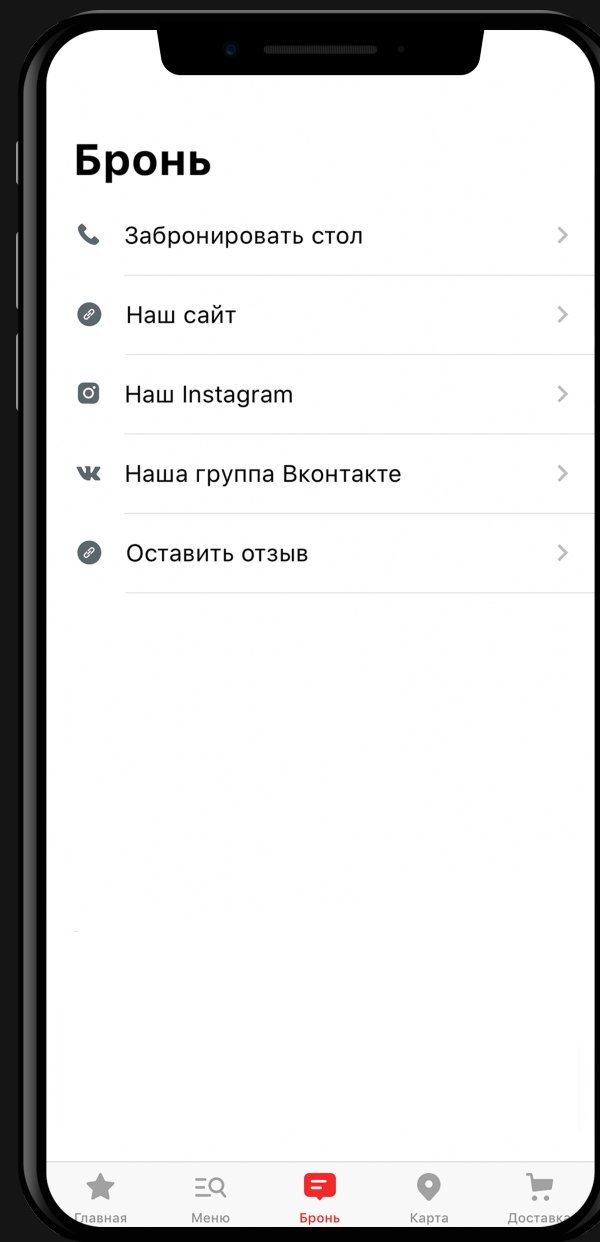 Бронь
Забронировать стол
Наш сайт
Наш Instagram
Наша группа Вконтакте
Оставить отзыв
Главная
Меню
Бронь
Карта
Доставка